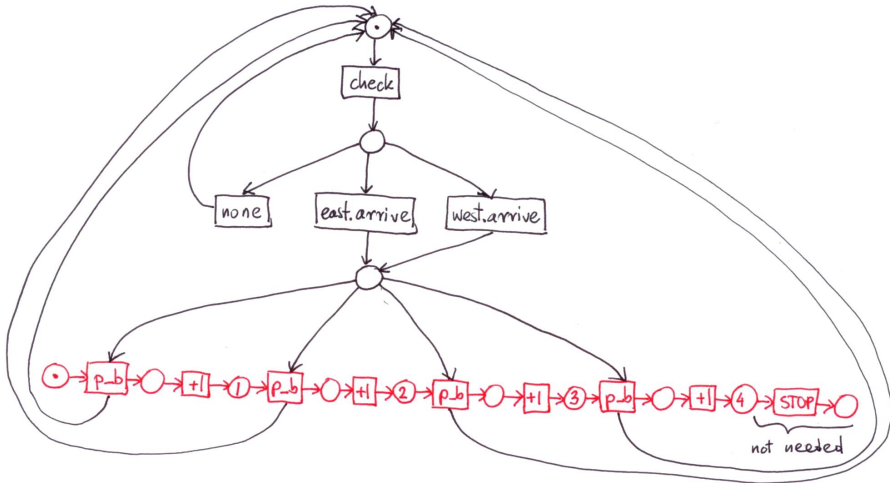 check
none
east.arrive
west.arrive
p_b
+1
1
p_b
+1
2
p_b
+1
3
p_b
+1
4
STOP
not needed